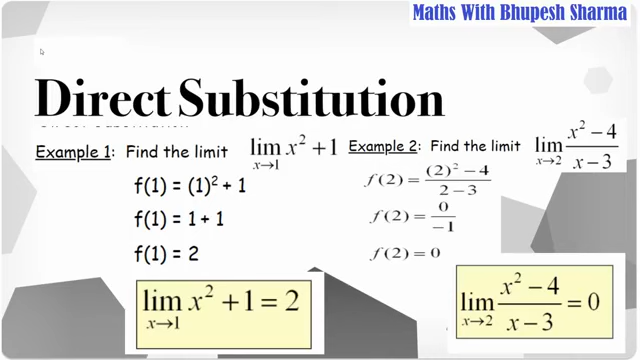 Maths With Bhupesh Sharma
Direct Substitution
Example 1: Find the limit lim x→1 x² + 1
f(1) = (1)² + 1
f(1) = 1 + 1
f(1) = 2
lim x→1 x² + 1 = 2
Example 2: Find the limit lim x→2 (x² − 4)/(x − 3)
f(2) = ((2)² − 4)/(2 − 3)
f(2) = 0/−1
f(2) = 0
lim x→2 (x² − 4)/(x − 3) = 0